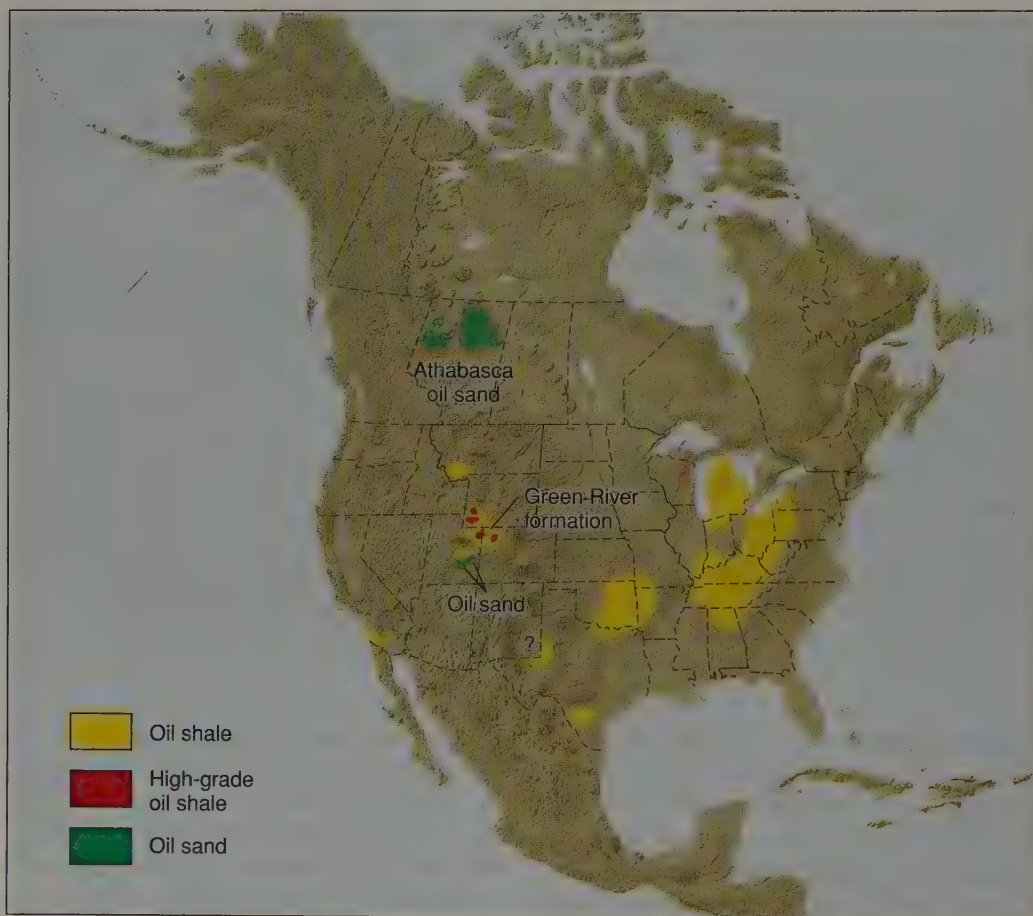 Athabasca
oil sand
Green River
formation
Oil sand
?
Oil shale
High-grade
oil shale
Oil sand